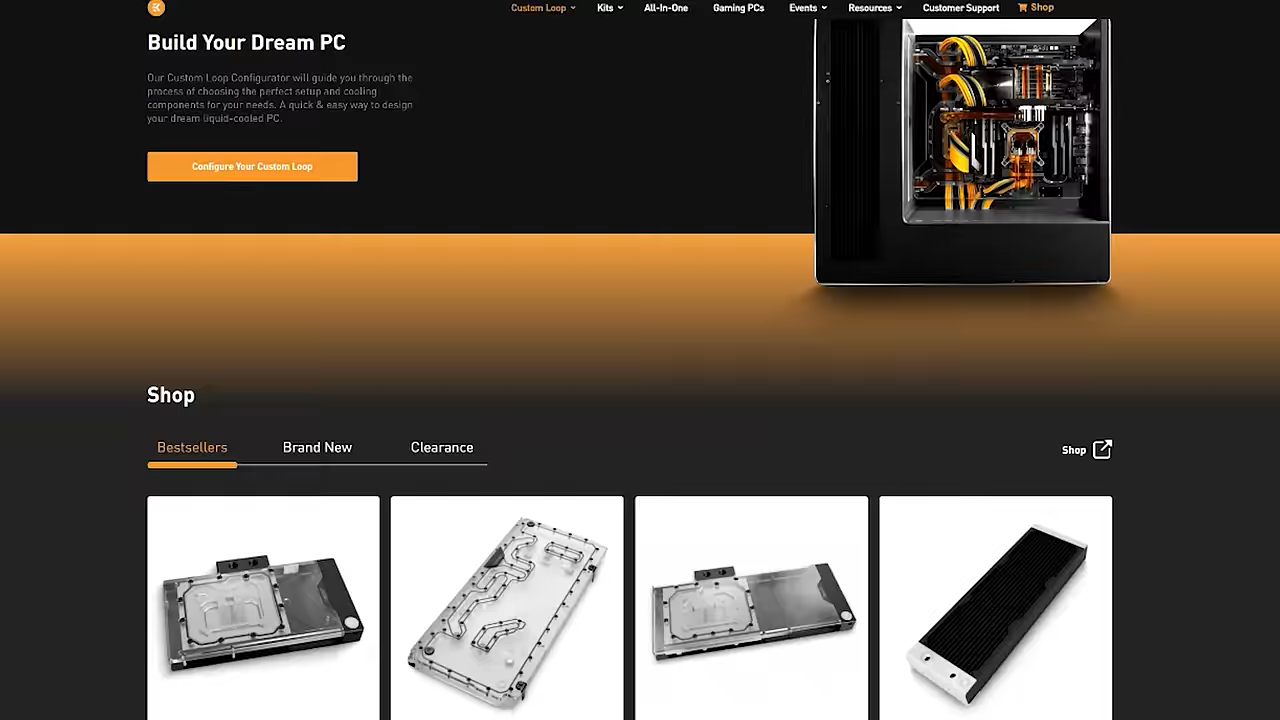 Custom Loop Kits All-In-One Gaming PCs Events Resources Customer Support Shop
Build Your Dream PC
Our Custom Loop Configurator will guide you through the
process of choosing the perfect setup and cooling
components for your needs. A quick & easy way to design
your dream liquid-cooled PC.
Configure Your Custom Loop
Shop
Bestsellers Brand New Clearance Shop